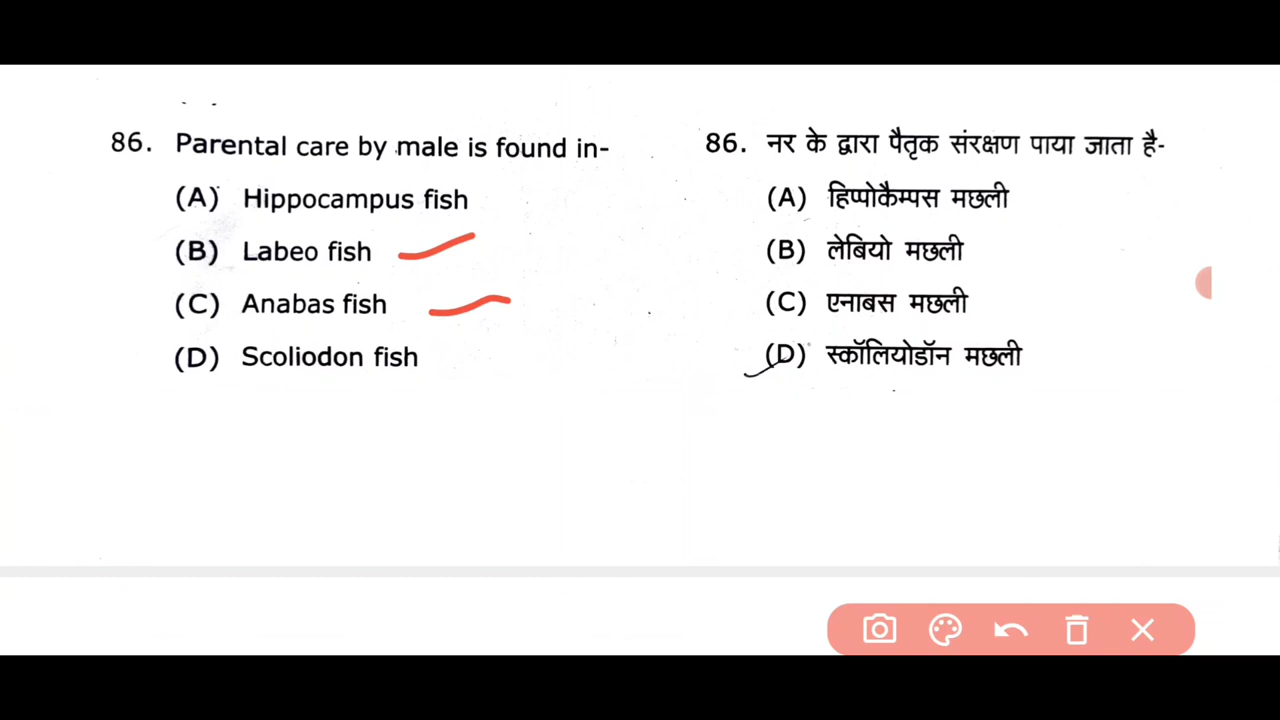 86. Parental care by male is found in-
(A) Hippocampus fish
(B) Labeo fish
(C) Anabas fish
(D) Scoliodon fish
86. नर के द्वारा पैतृक संरक्षण पाया जाता है-
(A) हिप्पोकैम्पस मछली
(B) लेबियो मछली
(C) एनाबस मछली
(D) स्कॉलियोडॉन मछली